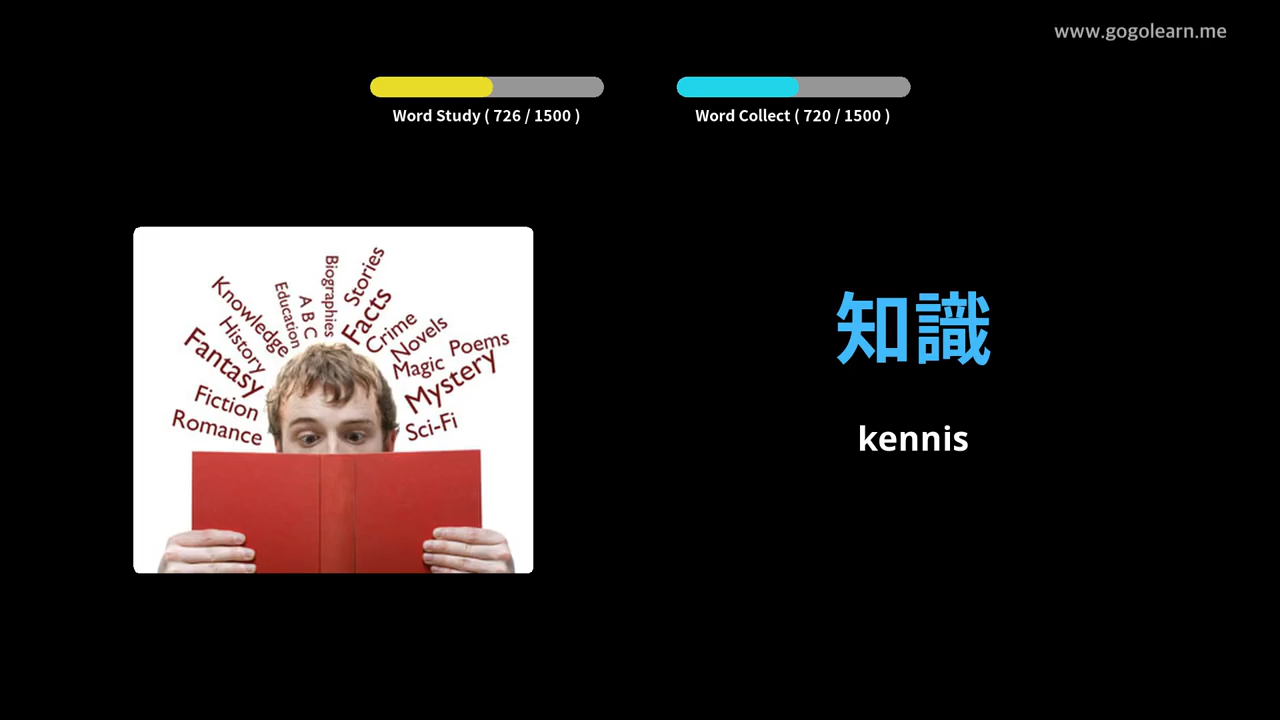 www.gogolearn.me
Word Study ( 726 / 1500 )
Word Collect ( 720 / 1500 )
Knowledge
Education
A B C
Biographies
Stories
Facts
History
Crime
Novels
Poems
Fantasy
Magic
Mystery
Fiction
Romance
Sci-Fi
知識
kennis